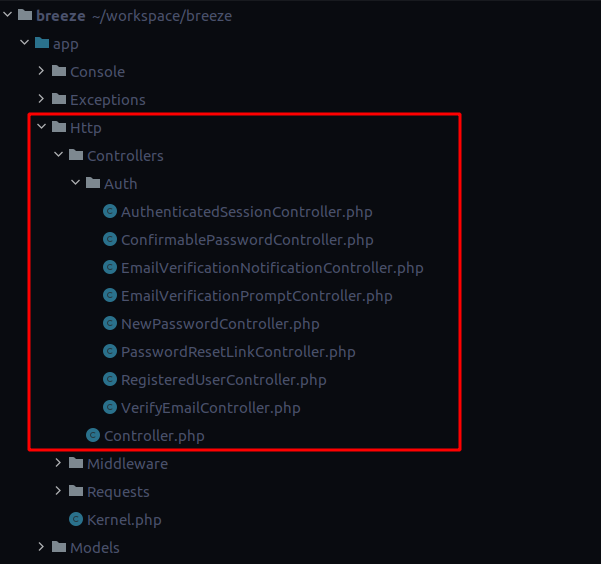 breeze ~/workspace/breeze
app
Console
Exceptions
Http
Controllers
Auth
AuthenticatedSessionController.php
ConfirmablePasswordController.php
EmailVerificationNotificationController.php
EmailVerificationPromptController.php
NewPasswordController.php
PasswordResetLinkController.php
RegisteredUserController.php
VerifyEmailController.php
Controller.php
Middleware
Requests
Kernel.php
Models